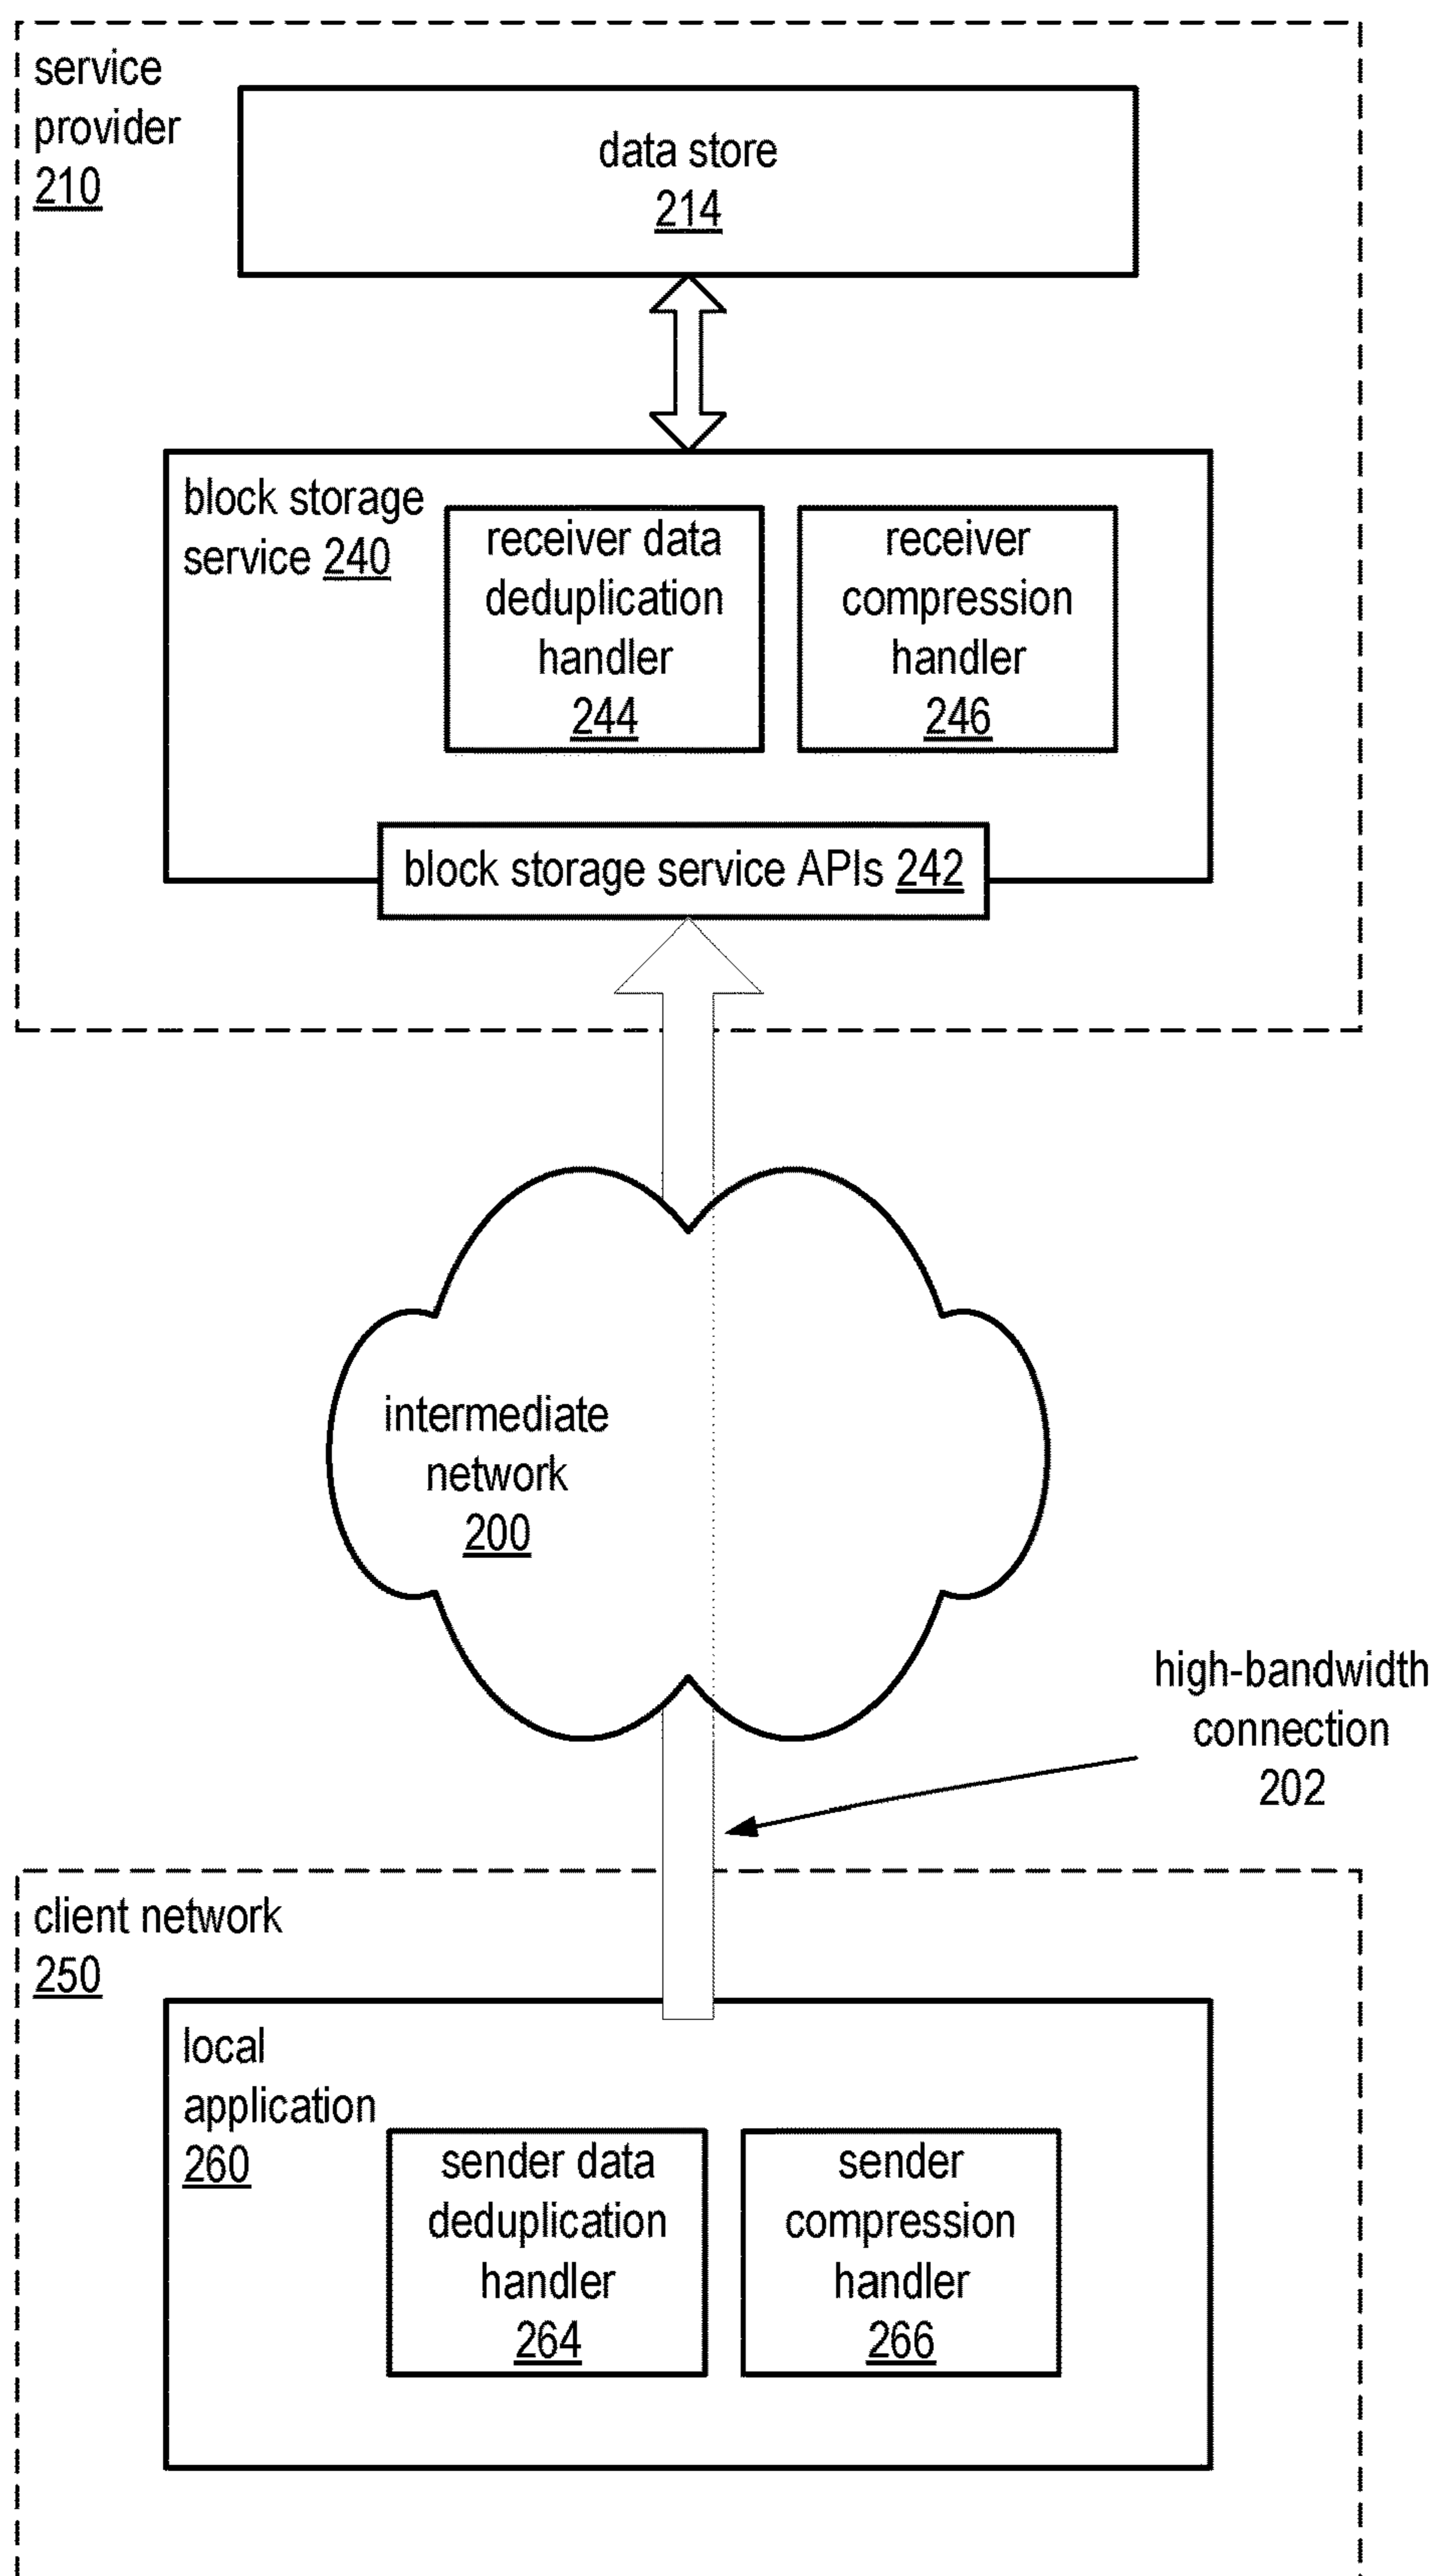 service
provider
210
data store
214
block storage
service 240
receiver data
deduplication
handler
244
receiver
compression
handler
246
block storage service APIs 242
intermediate
network
200
high-bandwidth
connection
202
client network
250
local
application
260
sender data
deduplication
handler
264
sender
compression
handler
266